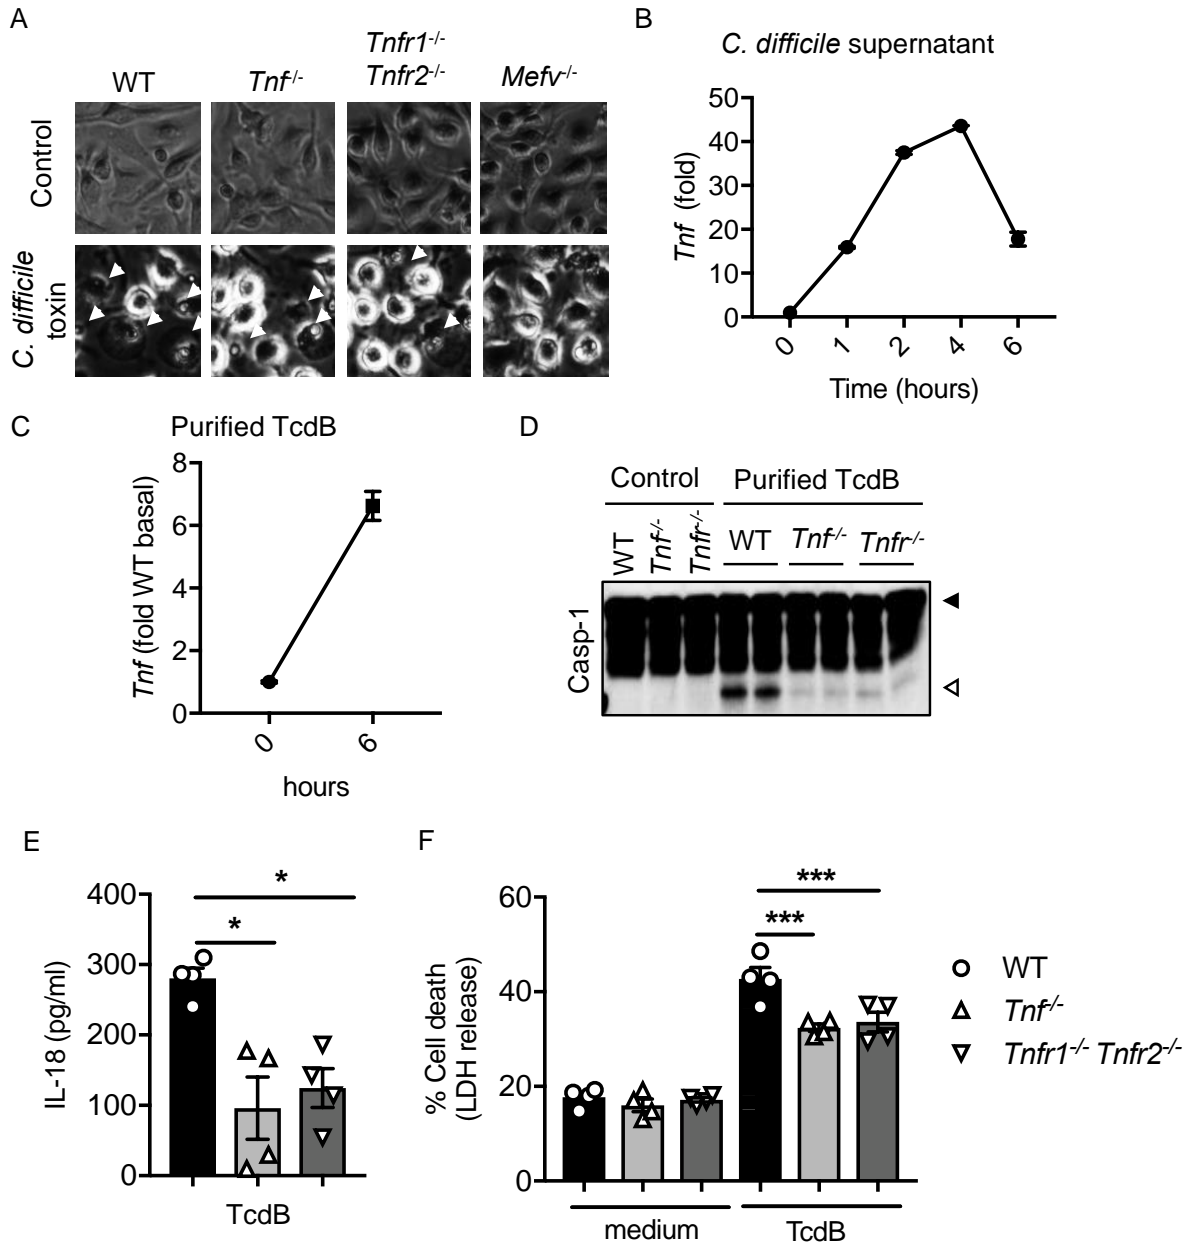 A
WT
Tnf-/-
Tnfr1-/-
Tnfr2-/-
Mefv-/-
Control
C. difficile
toxin
B
C. difficile supernatant
Tnf (fold)
50
40
30
20
10
0
0 1 2 4 6
Time (hours)
C
Purified TcdB
Tnf (fold WT basal)
8
6
4
2
0
0 6
hours
D
Control Purified TcdB
WT Tnf-/- Tnfr-/- WT Tnf-/- Tnfr-/-
Casp-1
E
IL-18 (pg/ml)
400
300
200
100
0
*
*
TcdB
F
% Cell death
(LDH release)
60
40
20
0
***
***
medium TcdB
WT
Tnf-/-
Tnfr1-/- Tnfr2-/-